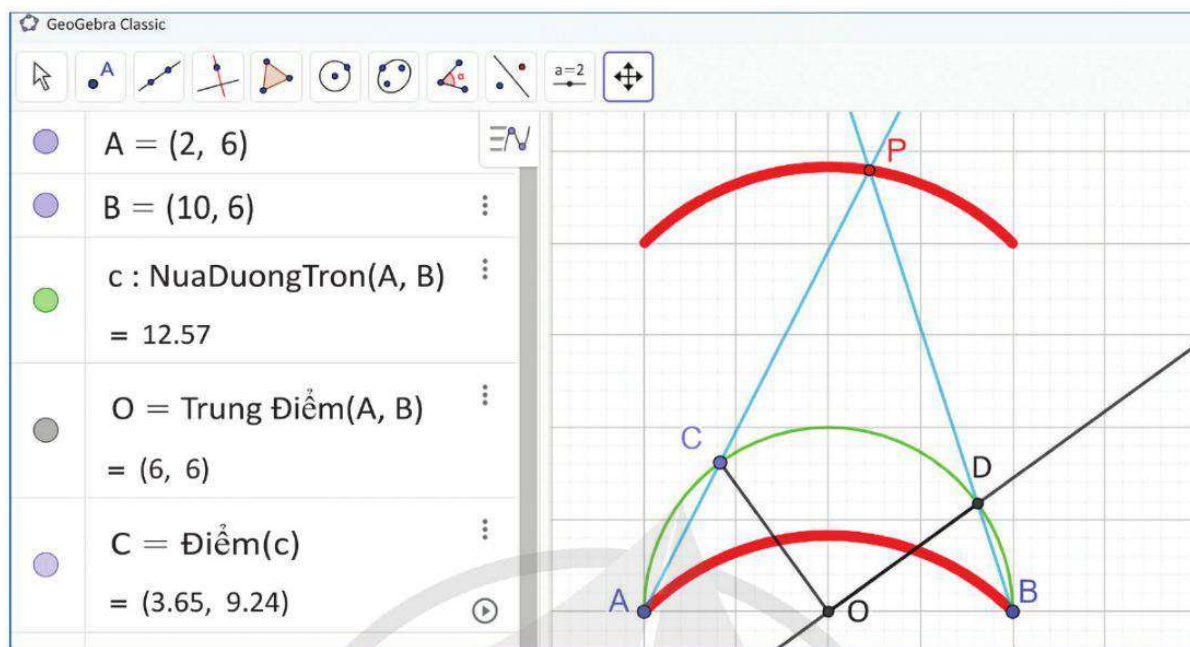 GeoGebra Classic
A
α
a=2
A = (2, 6)
B = (10, 6)
c : NuaDuongTron(A, B)
= 12.57
O = Trung Điểm(A, B)
= (6, 6)
C = Điểm(c)
= (3.65, 9.24)
P
C
D
A
O
B